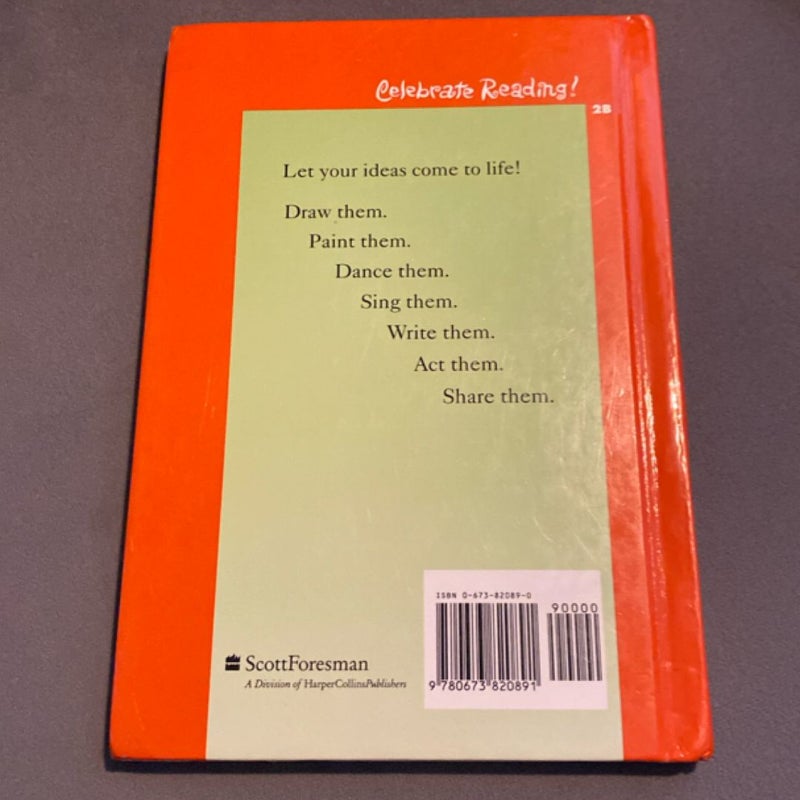 Celebrate Reading!
2B
Let your ideas come to life!
Draw them.
Paint them.
Dance them.
Sing them.
Write them.
Act them.
Share them.
ISBN 0-673-82089-0
90000
9 780673 820891
ScottForesman
A Division of HarperCollinsPublishers